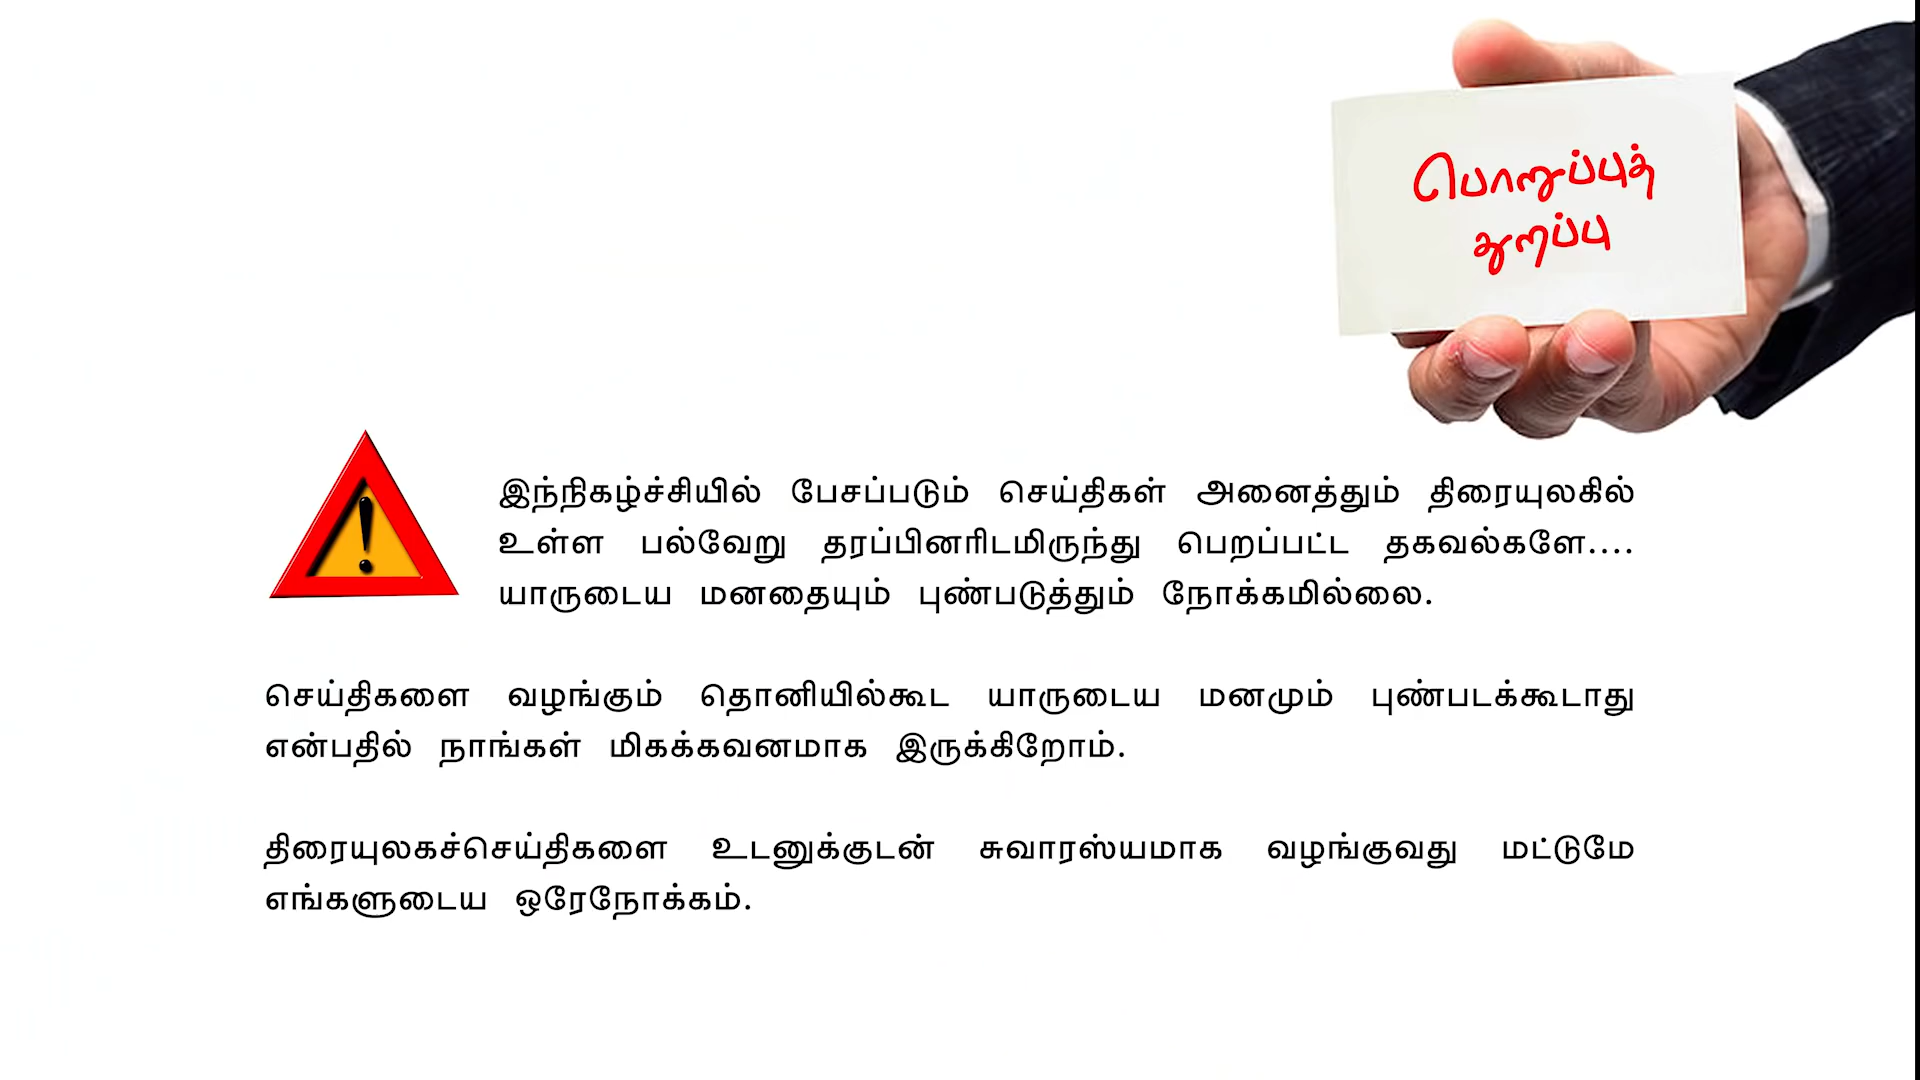 பொறுப்புத்
துறப்பு
இந்நிகழ்ச்சியில் பேசப்படும் செய்திகள் அனைத்தும் திரையுலகில்
உள்ள பல்வேறு தரப்பினரிடமிருந்து பெறப்பட்ட தகவல்களே....
யாருடைய மனதையும் புண்படுத்தும் நோக்கமில்லை.
செய்திகளை வழங்கும் தொனியில்கூட யாருடைய மனமும் புண்படக்கூடாது
என்பதில் நாங்கள் மிகக்கவனமாக இருக்கிறோம்.
திரையுலகச்செய்திகளை உடனுக்குடன் சுவாரஸ்யமாக வழங்குவது மட்டுமே
எங்களுடைய ஒரேநோக்கம்.